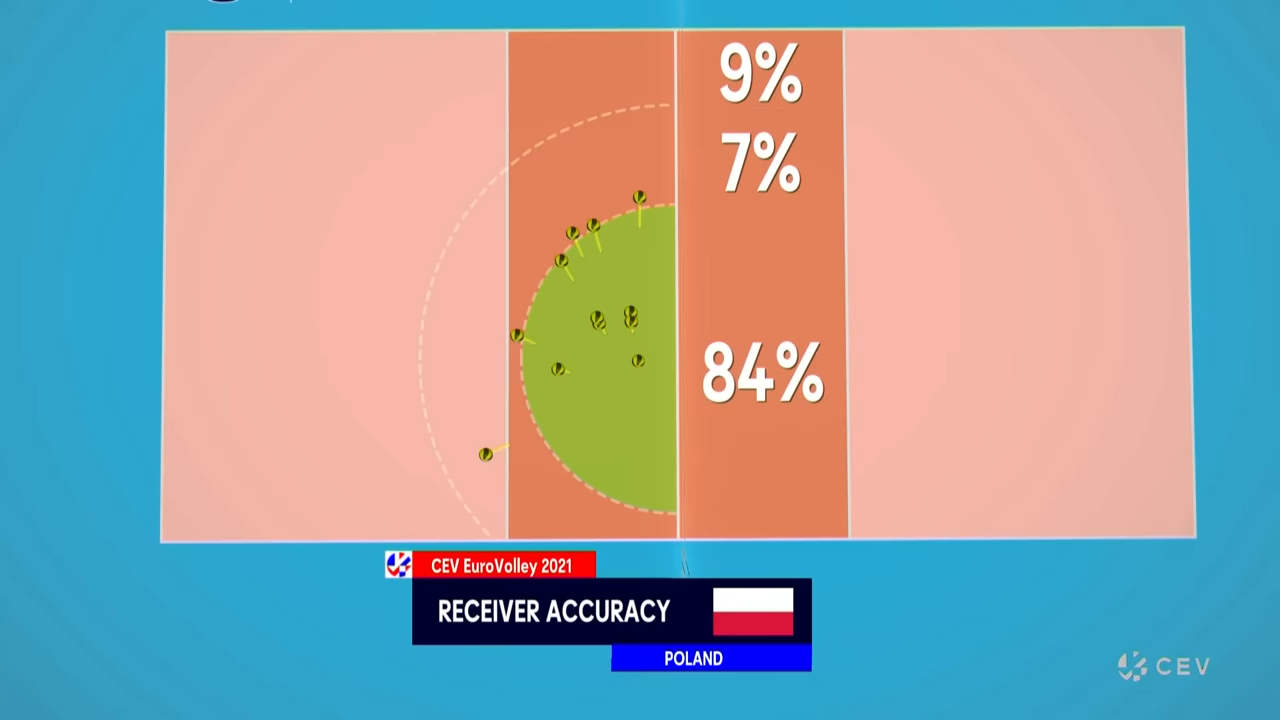 9%
7%
84%
CEV EuroVolley 2021
RECEIVER ACCURACY
POLAND
CEV